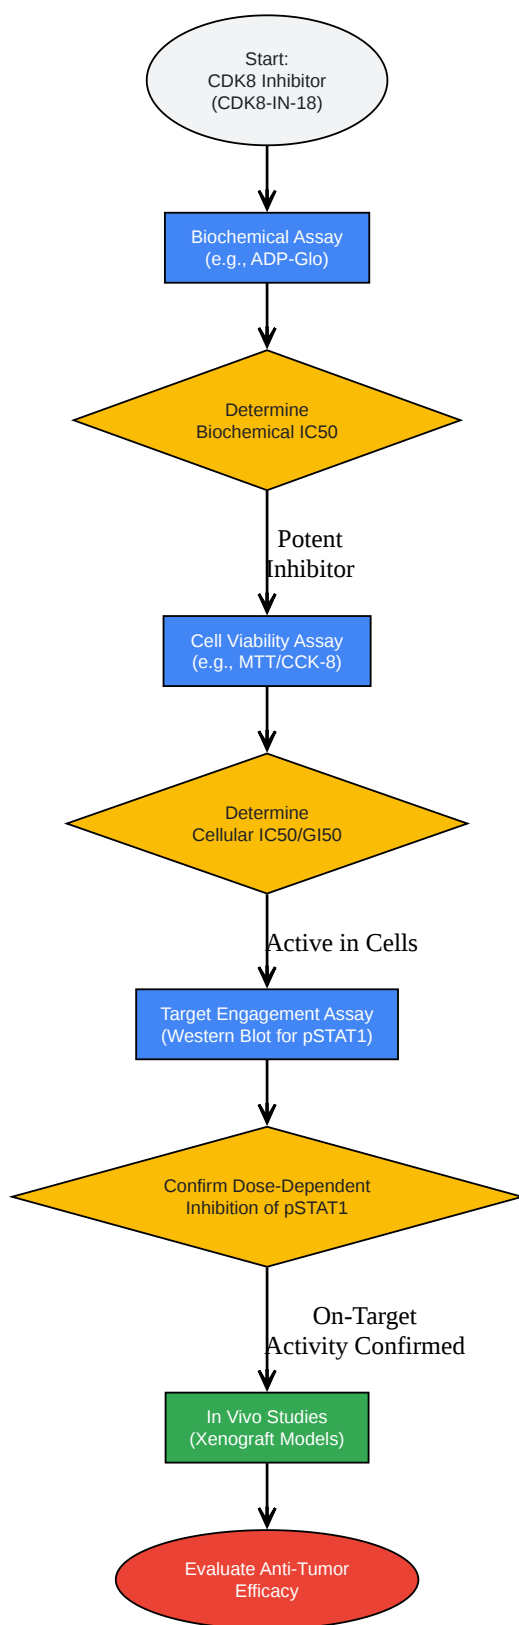 Start:
CDK8 Inhibitor
(CDK8-IN-18)
Biochemical Assay
(e.g., ADP-Glo)
Determine
Biochemical IC50
Potent
Inhibitor
Cell Viability Assay
(e.g., MTT/CCK-8)
Determine
Cellular IC50/GI50
Active in Cells
Target Engagement Assay
(Western Blot for pSTAT1)
Confirm Dose-Dependent
Inhibition of pSTAT1
On-Target
Activity Confirmed
In Vivo Studies
(Xenograft Models)
Evaluate Anti-Tumor
Efficacy